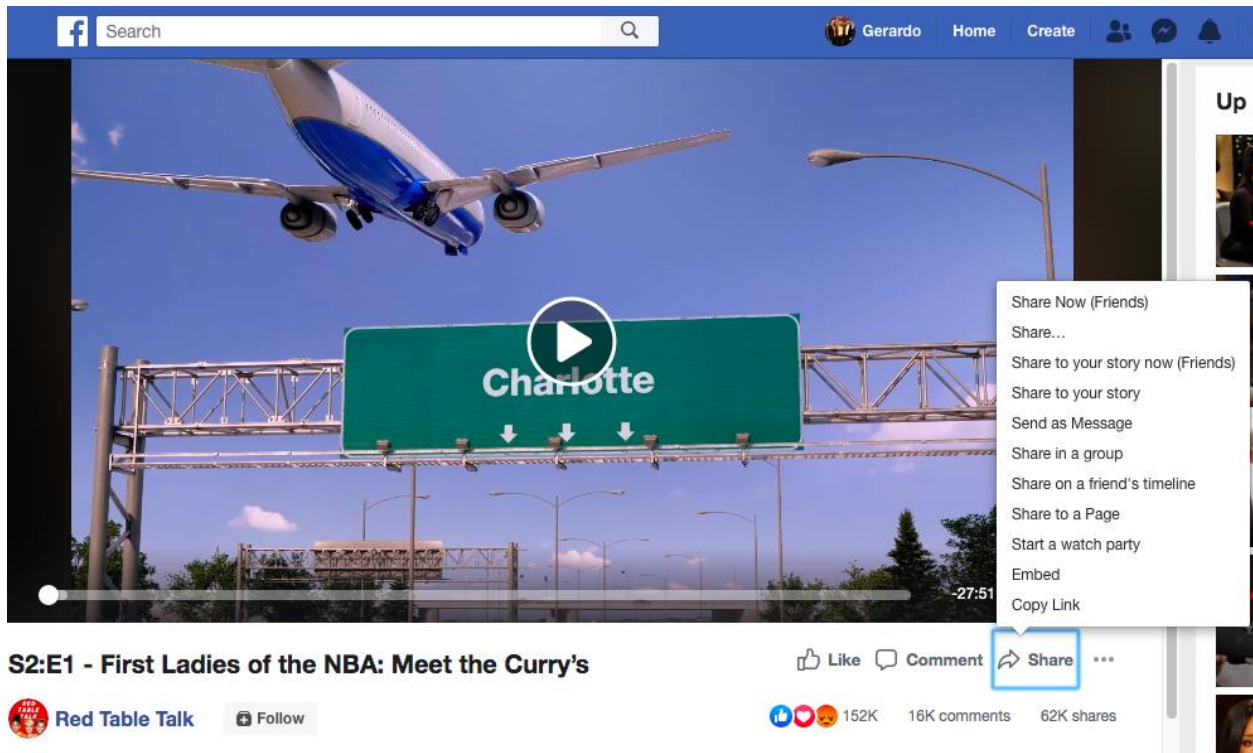 f Search Gerardo Home Create
Up
Charlotte
Share Now (Friends)
Share...
Share to your story now (Friends)
Share to your story
Send as Message
Share in a group
Share on a friend's timeline
Share to a Page
Start a watch party
Embed
Copy Link
-27:51
S2:E1 - First Ladies of the NBA: Meet the Curry’s
Like Comment Share
RED
TABLE
TALK
Red Table Talk Follow
152K 16K comments 62K shares